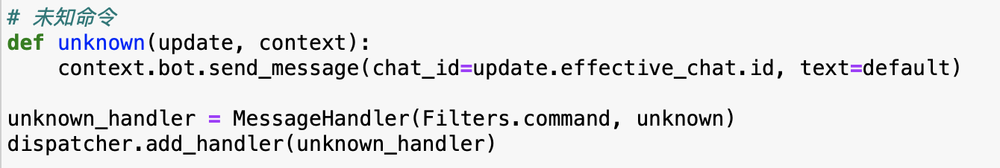 # 未知命令
def unknown(update, context):
    context.bot.send_message(chat_id=update.effective_chat.id, text=default)
unknown_handler = MessageHandler(Filters.command, unknown)
dispatcher.add_handler(unknown_handler)